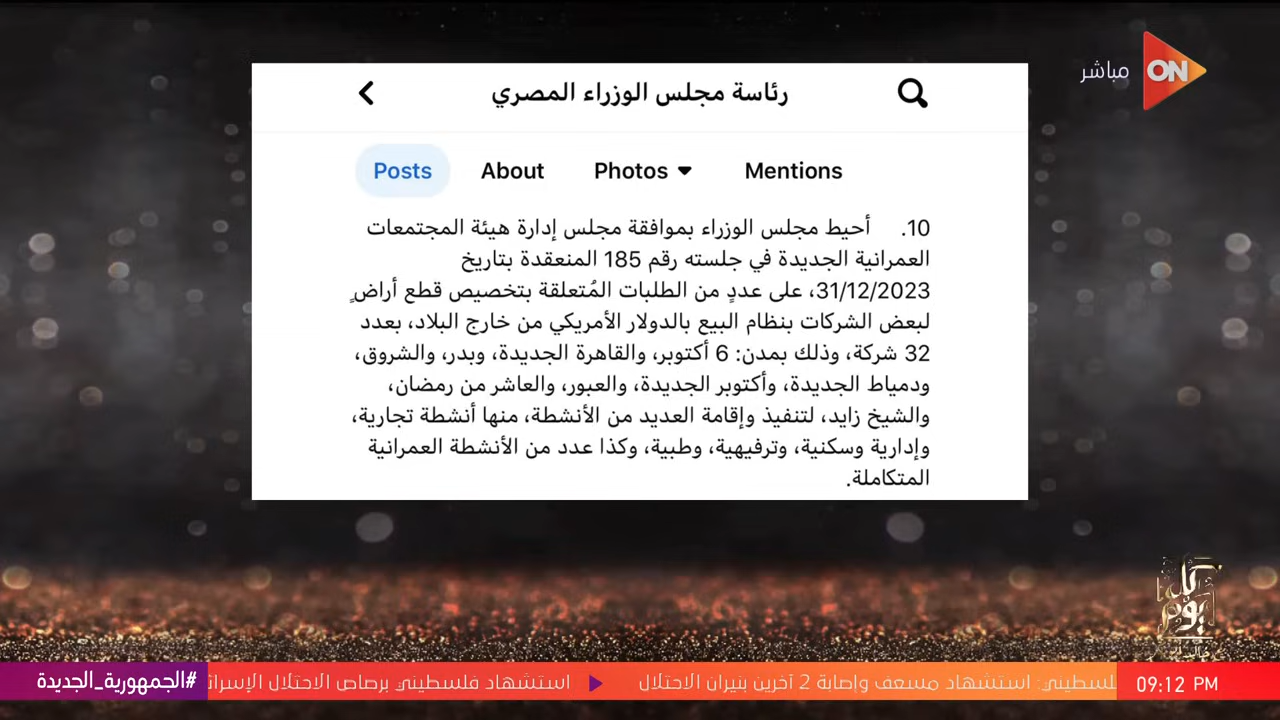 مباشر ON
رئاسة مجلس الوزراء المصري
Posts About Photos Mentions
10. أحيط مجلس الوزراء بموافقة مجلس إدارة هيئة المجتمعات
العمرانية الجديدة في جلسته رقم 185 المنعقدة بتاريخ
31/12/2023، على عددٍ من الطلبات المُتعلقة بتخصيص قطع أراضٍ
لبعض الشركات بنظام البيع بالدولار الأمريكي من خارج البلاد، بعدد
32 شركة، وذلك بمدن: 6 أكتوبر، والقاهرة الجديدة، وبدر، والشروق،
ودمياط الجديدة، وأكتوبر الجديدة، والعبور، والعاشر من رمضان،
والشيخ زايد، لتنفيذ وإقامة العديد من الأنشطة، منها أنشطة تجارية،
وإدارية وسكنية، وترفيهية، وطبية، وكذا عدد من الأنشطة العمرانية
المتكاملة.
كل
يوم
لسطيني: استشهاد مسعف وإصابة 2 آخرين بنيران الاحتلال
استشهاد فلسطيني برصاص الاحتلال الإسرائ
#الجمهورية_الجديدة
09:12 PM